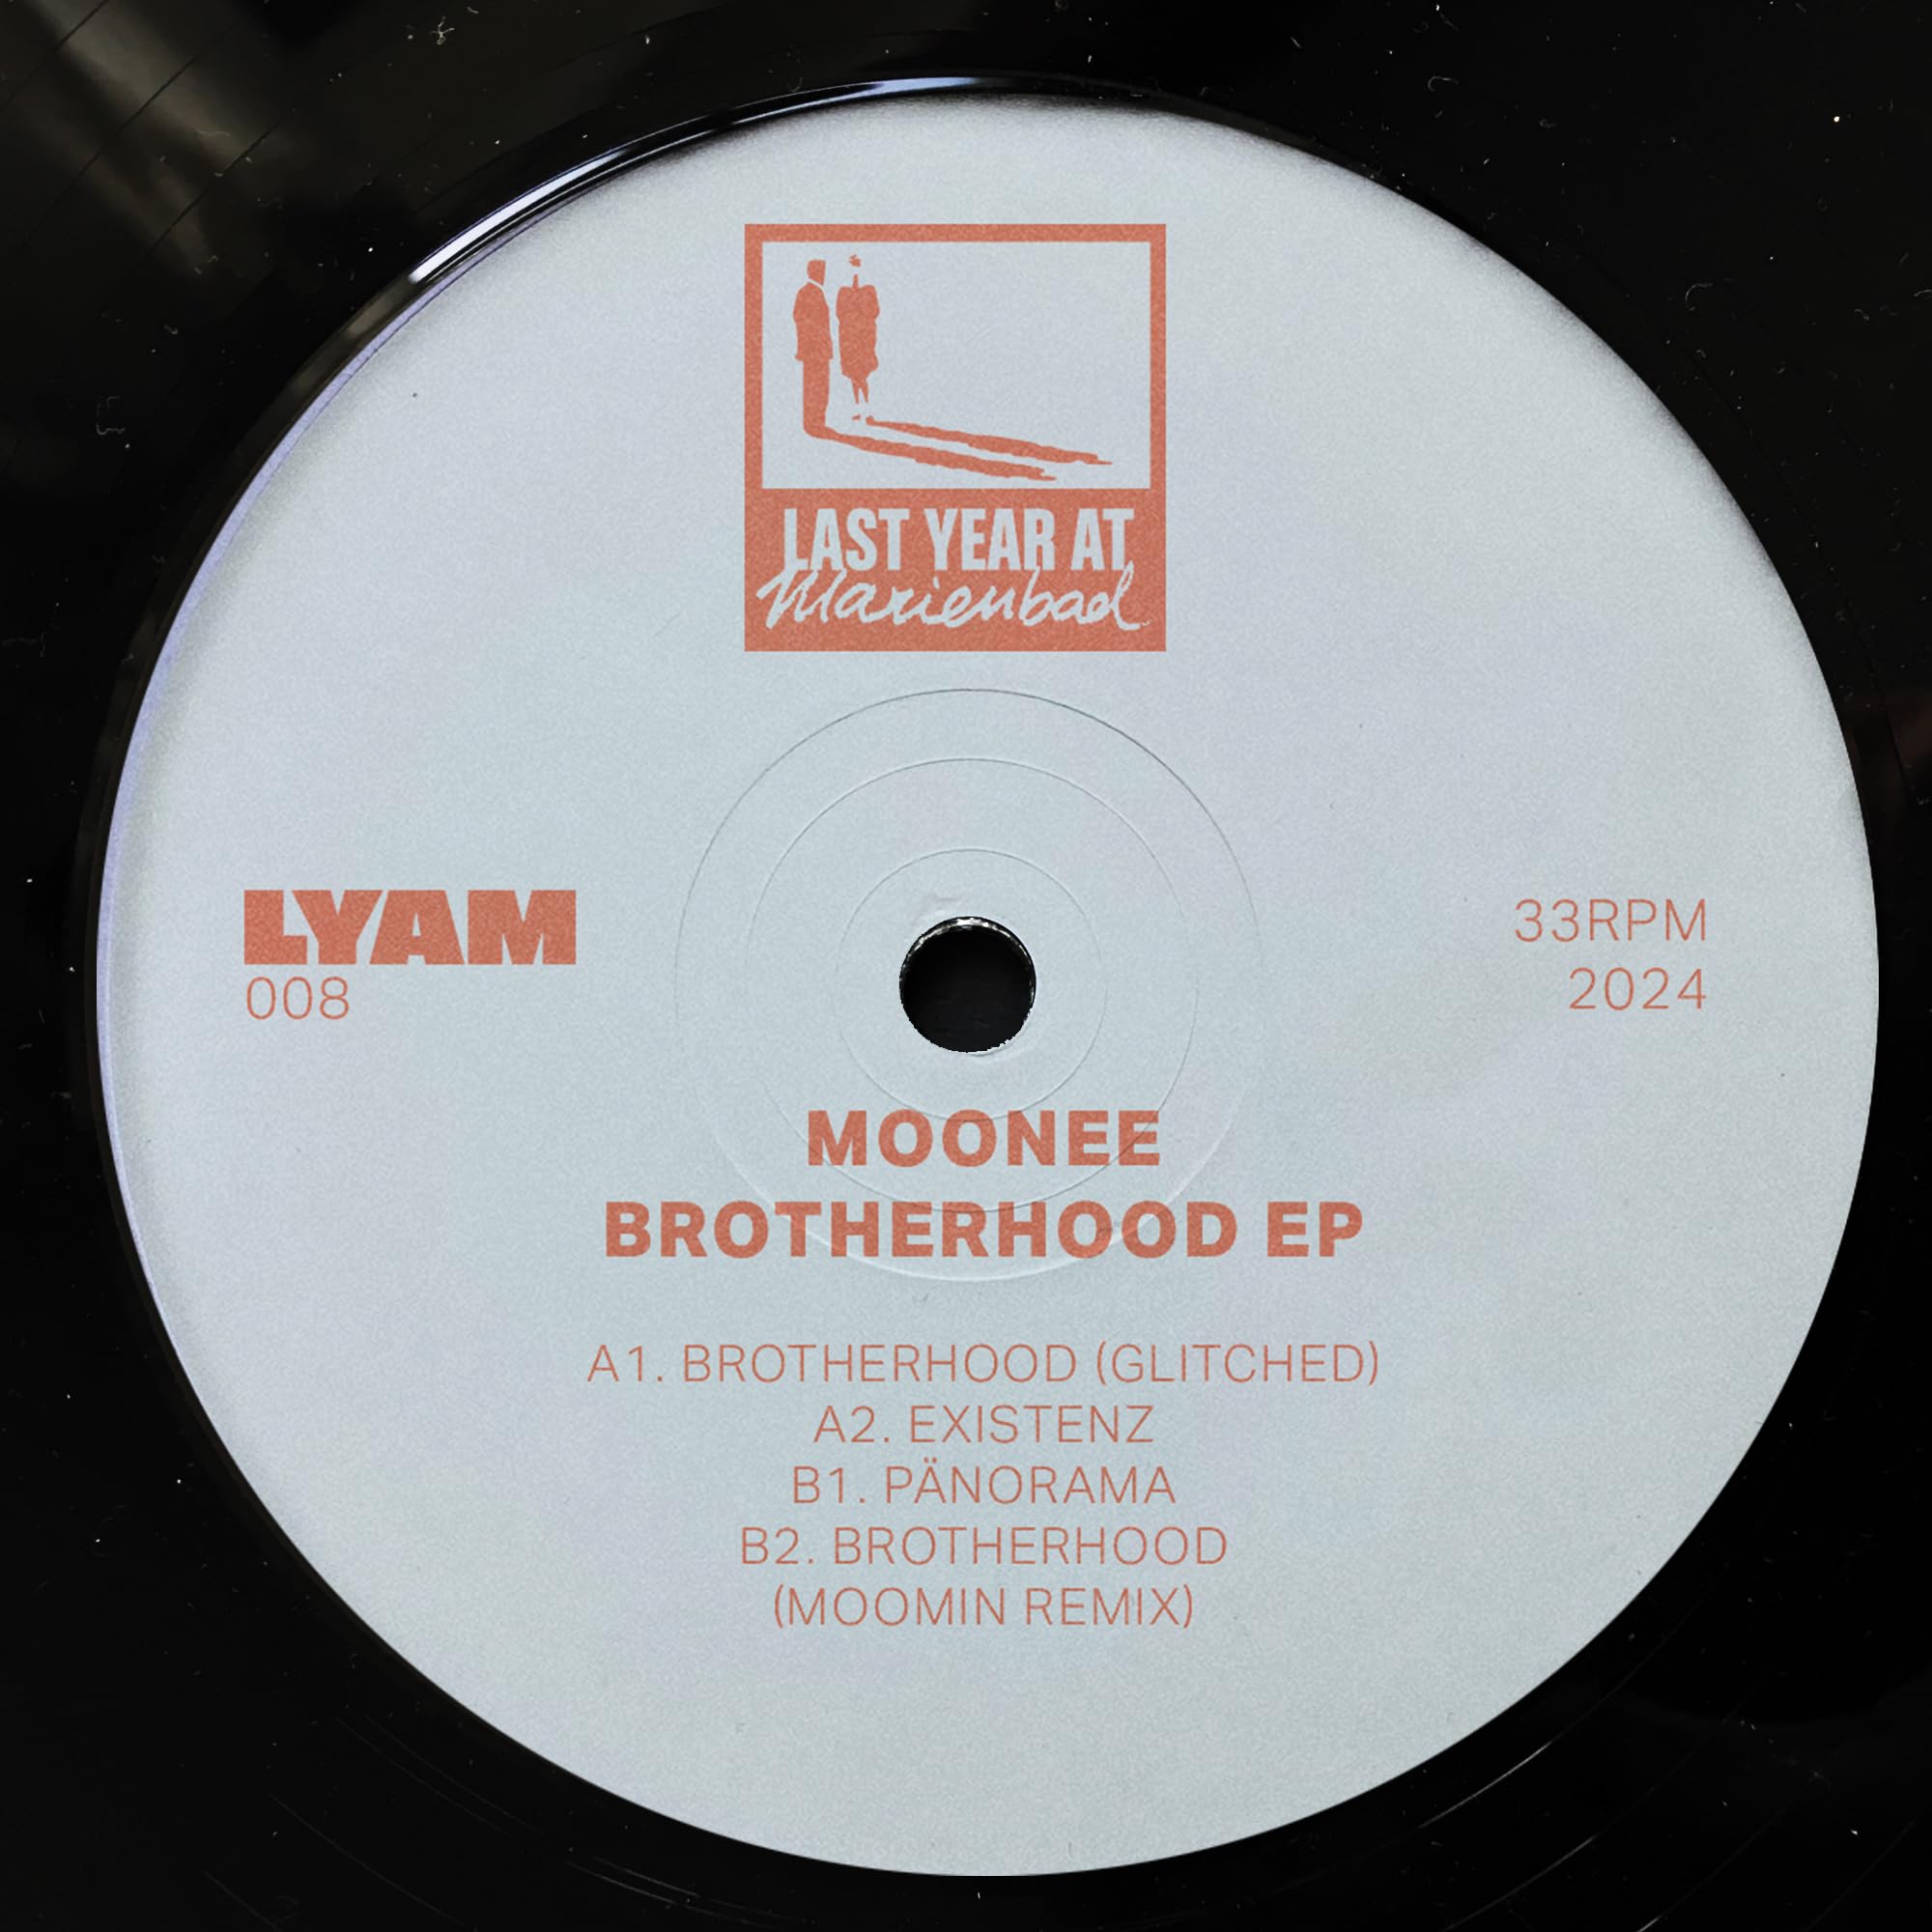 LAST YEAR AT
Marienbad
LYAM
008
33RPM
2024
MOONEE
BROTHERHOOD EP
A1. BROTHERHOOD (GLITCHED)
A2. EXISTENZ
B1. PÄNORAMA
B2. BROTHERHOOD
(MOOMIN REMIX)